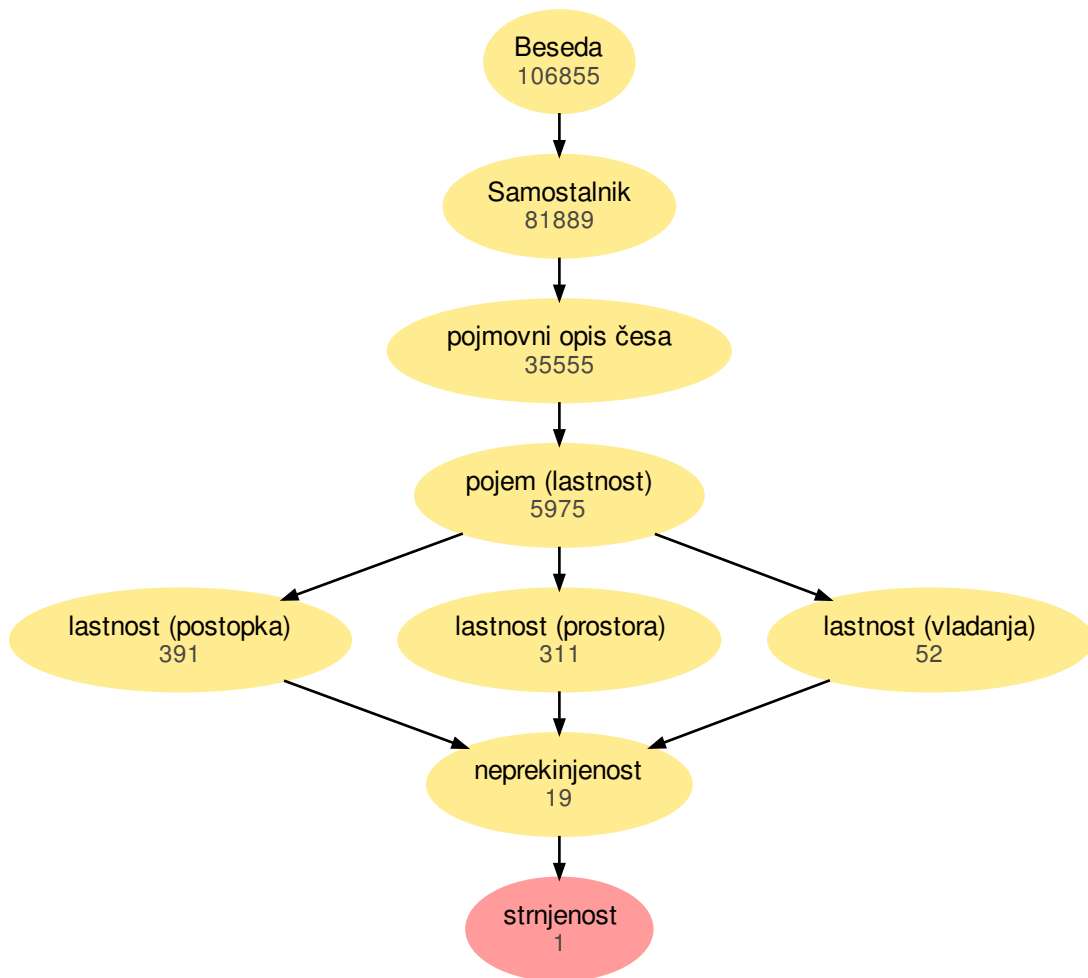 Beseda
106855
Samostalnik
81889
pojmovni opis česa
35555
pojem (lastnost)
5975
lastnost (postopka)
391
lastnost (prostora)
311
lastnost (vladanja)
52
neprekinjenost
19
strnjenost
1